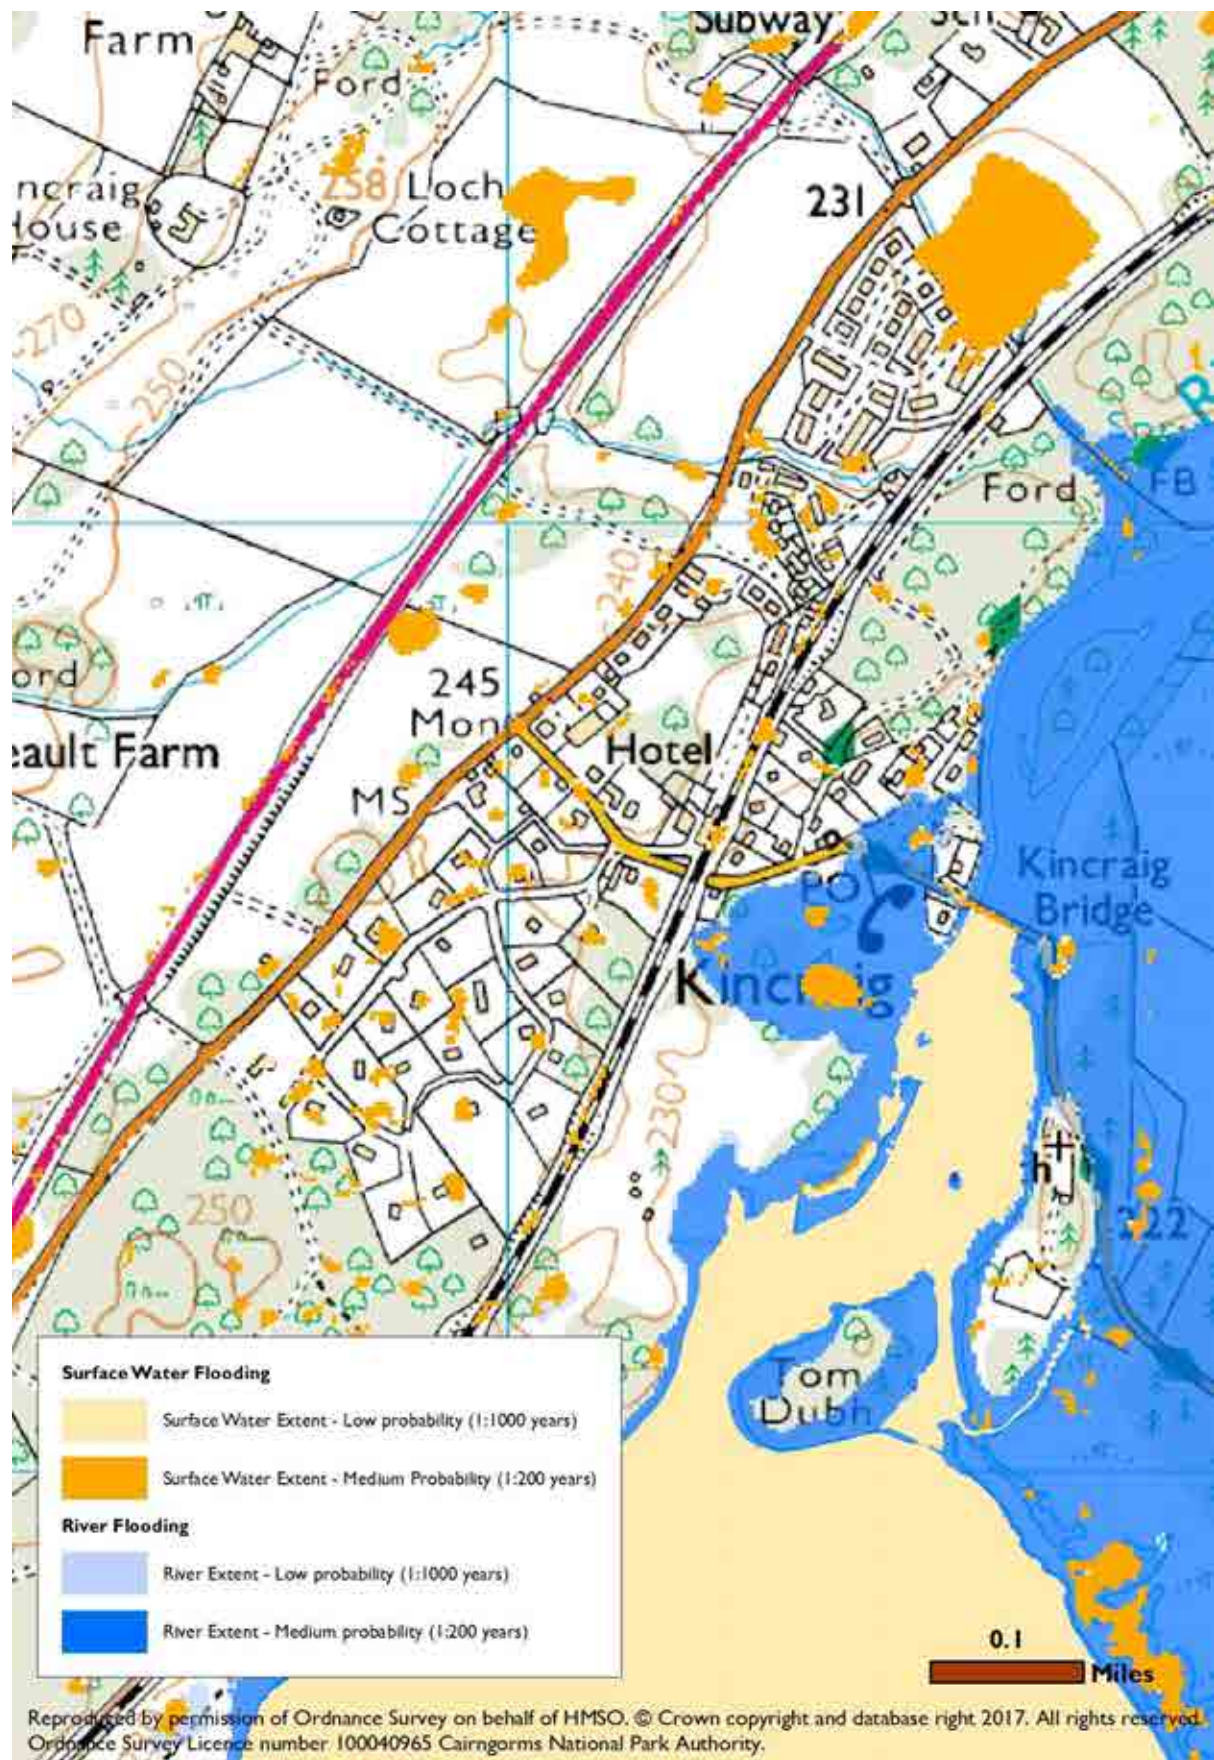 Subway
Sch
Farm
Ford
ncraig
House
258
Loch
Cottage
231
270
250
Ford
FB
240
ord
245
Mon
eault Farm
Hotel
MS
Kincraig
Bridge
PO
Kincraig
230
h
222
250
Tom
Dubh
Surface Water Flooding
Surface Water Extent - Low probability (1:1000 years)
Surface Water Extent - Medium Probability (1:200 years)
River Flooding
River Extent - Low probability (1:1000 years)
River Extent - Medium probability (1:200 years)
0.1
Miles
Reproduced by permission of Ordnance Survey on behalf of HMSO. © Crown copyright and database right 2017. All rights reserved.
Ordnance Survey Licence number 100040965 Cairngorms National Park Authority.